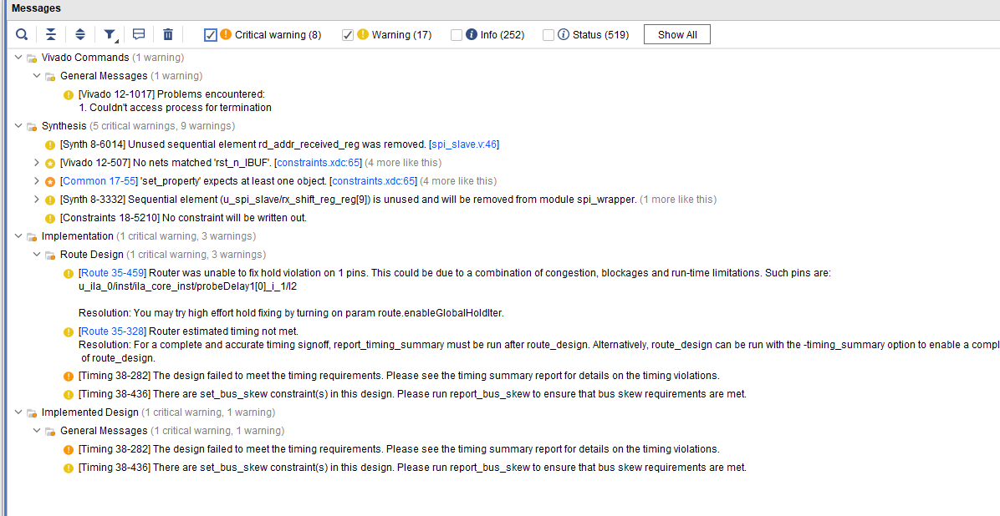 Messages
Critical warning (8) Warning (17) Info (252) Status (519) Show All
Vivado Commands (1 warning)
General Messages (1 warning)
[Vivado 12-1017] Problems encountered:
1. Couldn't access process for termination
Synthesis (5 critical warnings, 9 warnings)
[Synth 8-6014] Unused sequential element rd_addr_received_reg was removed. [spi_slave.v:46]
[Vivado 12-507] No nets matched 'rst_n_IBUF'. [constraints.xdc:65] (4 more like this)
[Common 17-55] 'set_property' expects at least one object. [constraints.xdc:65] (4 more like this)
[Synth 8-3332] Sequential element (u_spi_slave/rx_shift_reg_reg[9]) is unused and will be removed from module spi_wrapper. (1 more like this)
[Constraints 18-5210] No constraint will be written out.
Implementation (1 critical warning, 3 warnings)
Route Design (1 critical warning, 3 warnings)
[Route 35-459] Router was unable to fix hold violation on 1 pins. This could be due to a combination of congestion, blockages and run-time limitations. Such pins are:
u_ila_0/inst/ila_core_inst/probeDelay1[0]_i_1/I2
Resolution: You may try high effort hold fixing by turning on param route.enableGlobalHoldIter.
[Route 35-328] Router estimated timing not met.
Resolution: For a complete and accurate timing signoff, report_timing_summary must be run after route_design. Alternatively, route_design can be run with the -timing_summary option to enable a compl
of route_design.
[Timing 38-282] The design failed to meet the timing requirements. Please see the timing summary report for details on the timing violations.
[Timing 38-436] There are set_bus_skew constraint(s) in this design. Please run report_bus_skew to ensure that bus skew requirements are met.
Implemented Design (1 critical warning, 1 warning)
General Messages (1 critical warning, 1 warning)
[Timing 38-282] The design failed to meet the timing requirements. Please see the timing summary report for details on the timing violations.
[Timing 38-436] There are set_bus_skew constraint(s) in this design. Please run report_bus_skew to ensure that bus skew requirements are met.